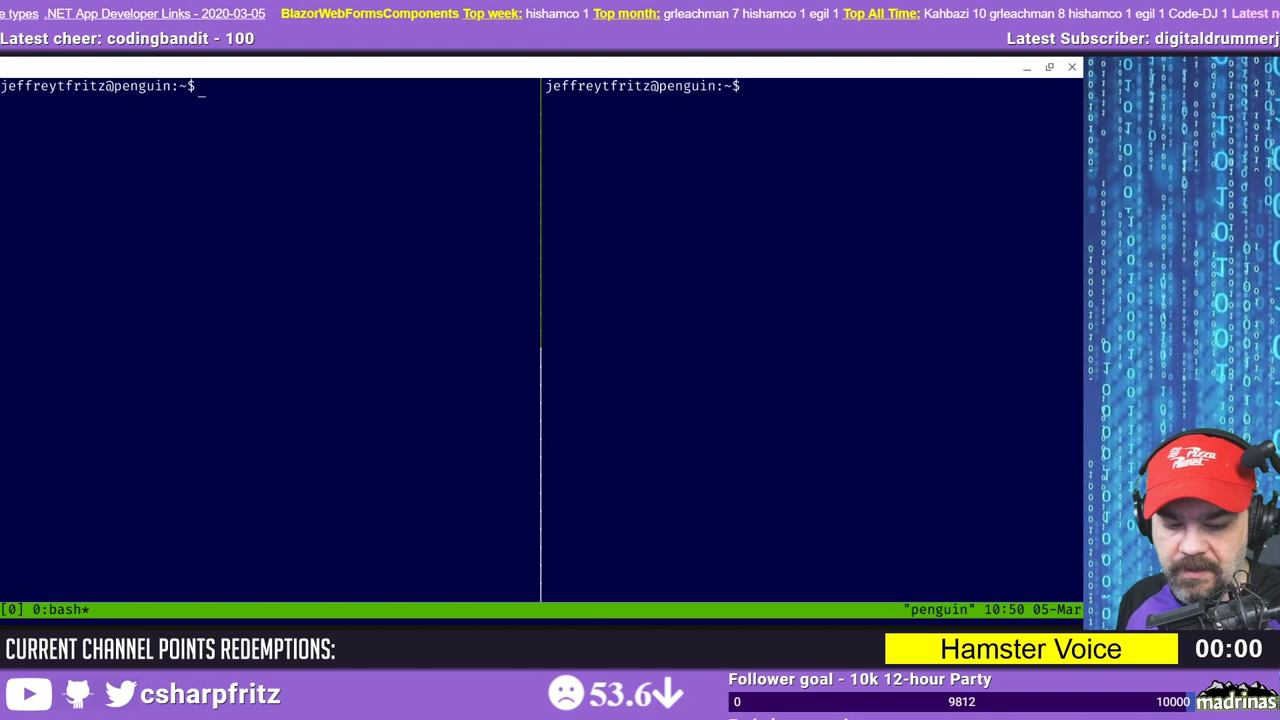 e types .NET App Developer Links - 2020-03-05 BlazorWebFormsComponents Top week: hishamco 1 Top month: grleachman 7 hishamco 1 egil 1 Top All Time: Kahbazi 10 grleachman 8 hishamco 1 egil 1 Code-DJ 1 Latest n
Latest cheer: codingbandit - 100
Latest Subscriber: digitaldrummerj
jeffreytfritz@penguin:~$
jeffreytfritz@penguin:~$
Pizza
Planet
[0] 0:bash*
"penguin" 10:50 05-Mar
CURRENT CHANNEL POINTS REDEMPTIONS:
Hamster Voice
00:00
csharpfritz
53.6
Follower goal - 10k 12-hour Party
0 9812 10000
madrinas